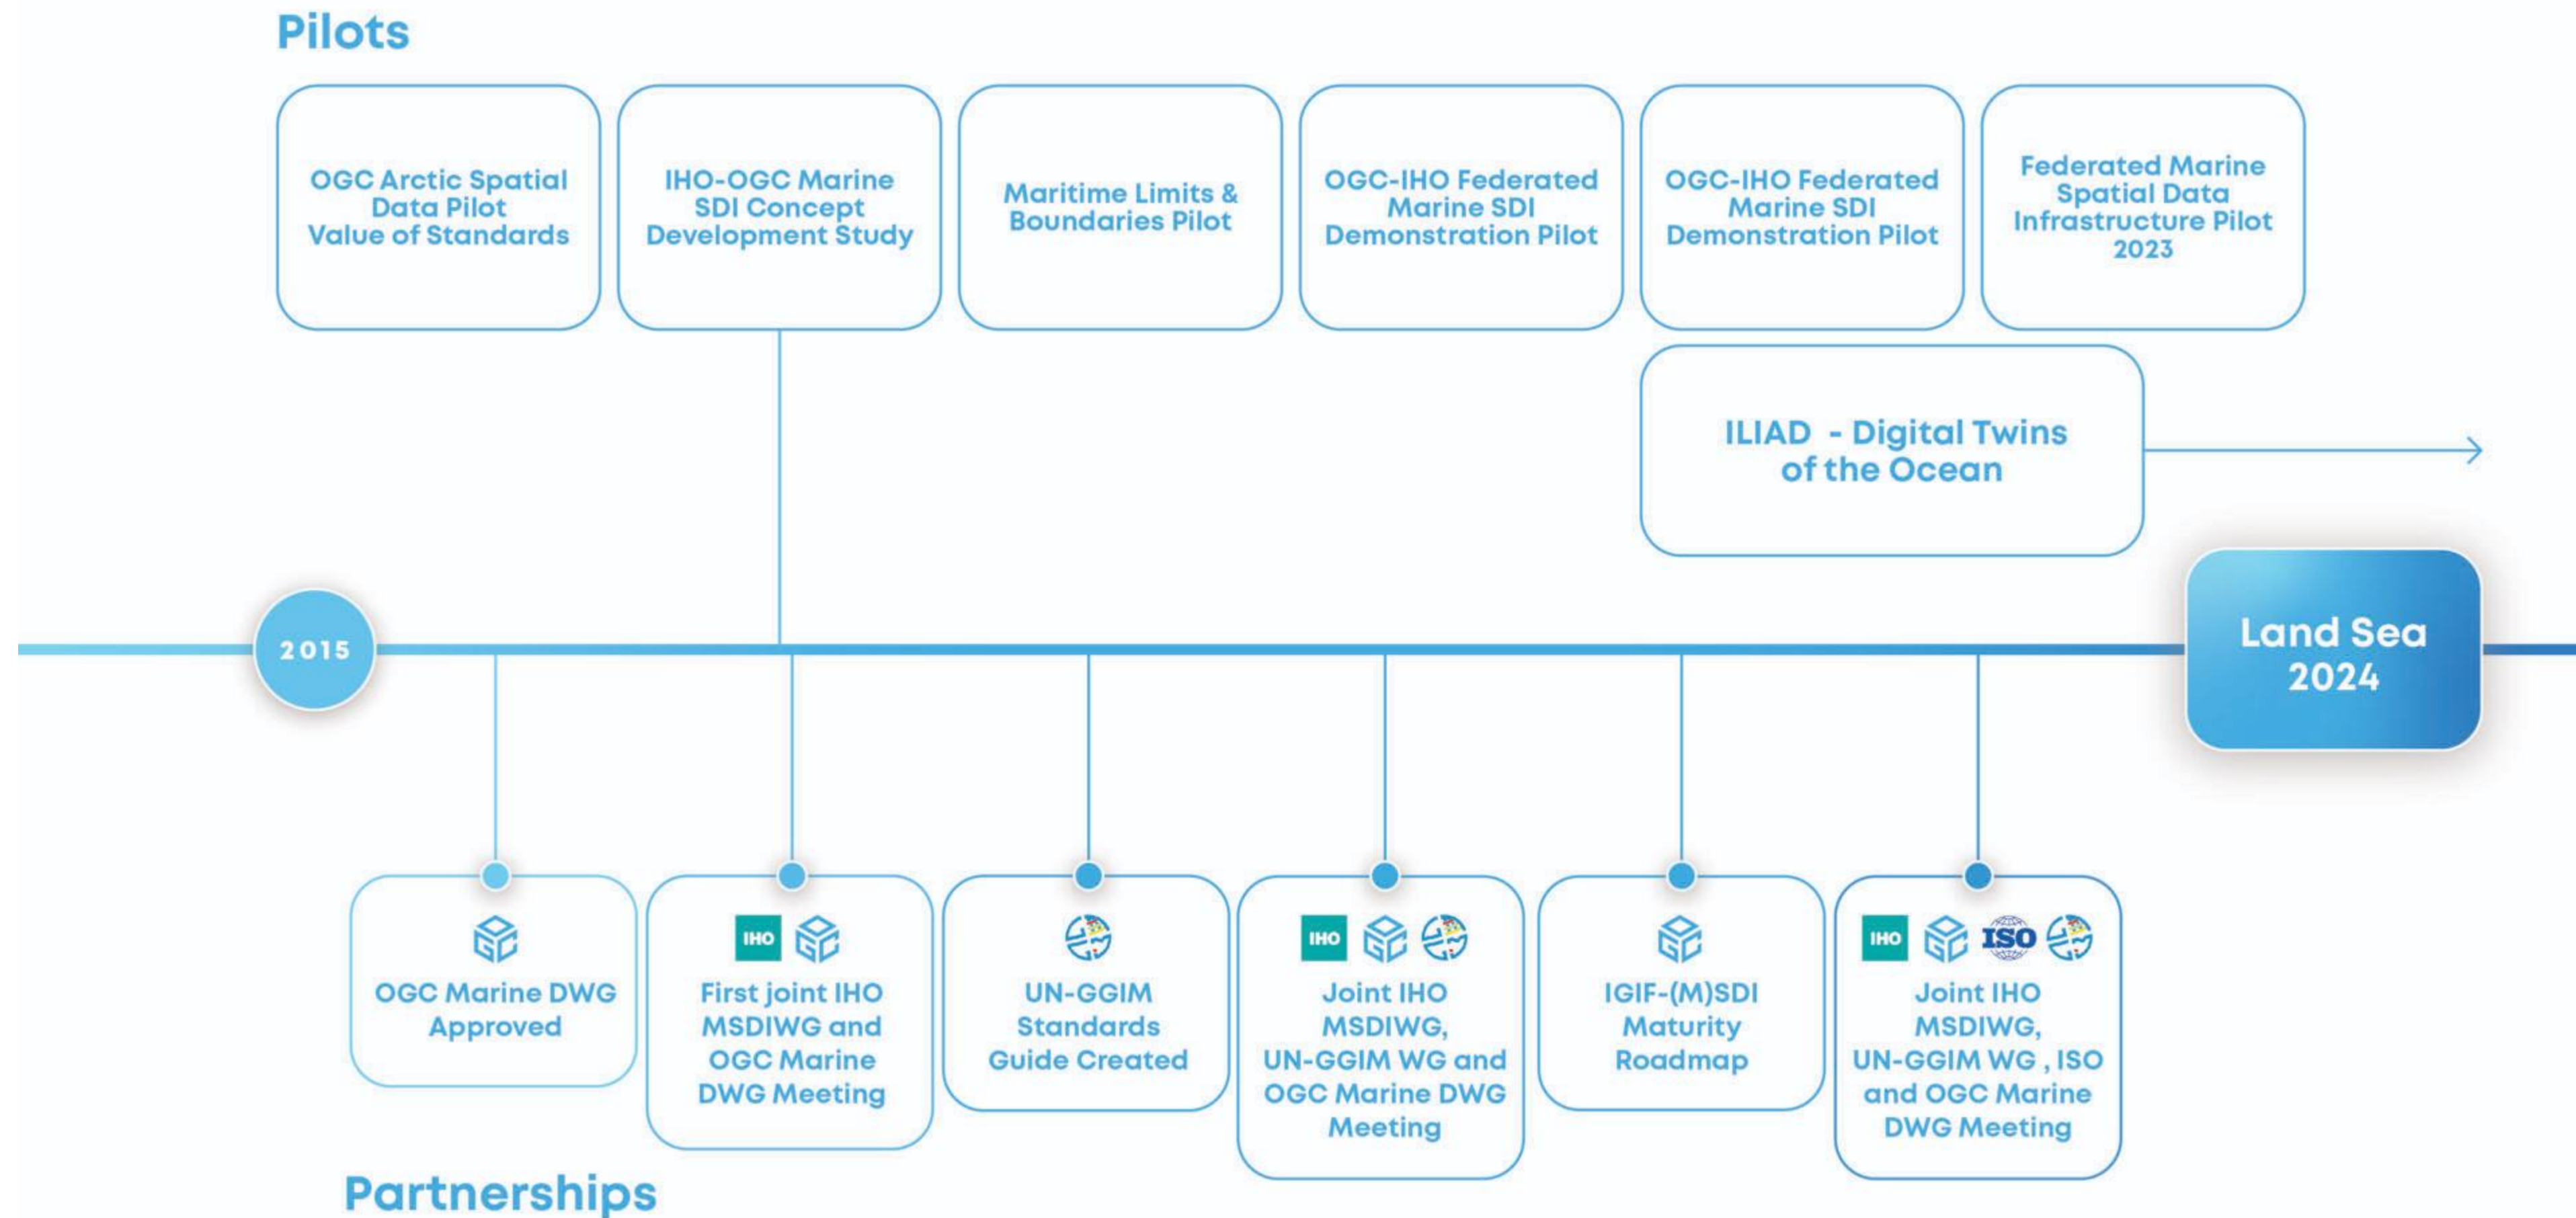 Pilots
OGC Arctic Spatial
Data Pilot
Value of Standards
IHO-OGC Marine
SDI Concept
Development Study
Maritime Limits &
Boundaries Pilot
OGC-IHO Federated
Marine SDI
Demonstration Pilot
OGC-IHO Federated
Marine SDI
Demonstration Pilot
Federated Marine
Spatial Data
Infrastructure Pilot
2023
ILIAD - Digital Twins
of the Ocean
2015
Land Sea
2024
OGC
OGC Marine DWG
Approved
IHO OGC
First joint IHO
MSDIWG and
OGC Marine
DWG Meeting
UN-GGIM
Standards
Guide Created
IHO OGC
Joint IHO
MSDIWG,
UN-GGIM WG and
OGC Marine DWG
Meeting
OGC
IGIF-(M)SDI
Maturity
Roadmap
IHO OGC ISO
Joint IHO
MSDIWG,
UN-GGIM WG , ISO
and OGC Marine
DWG Meeting
Partnerships